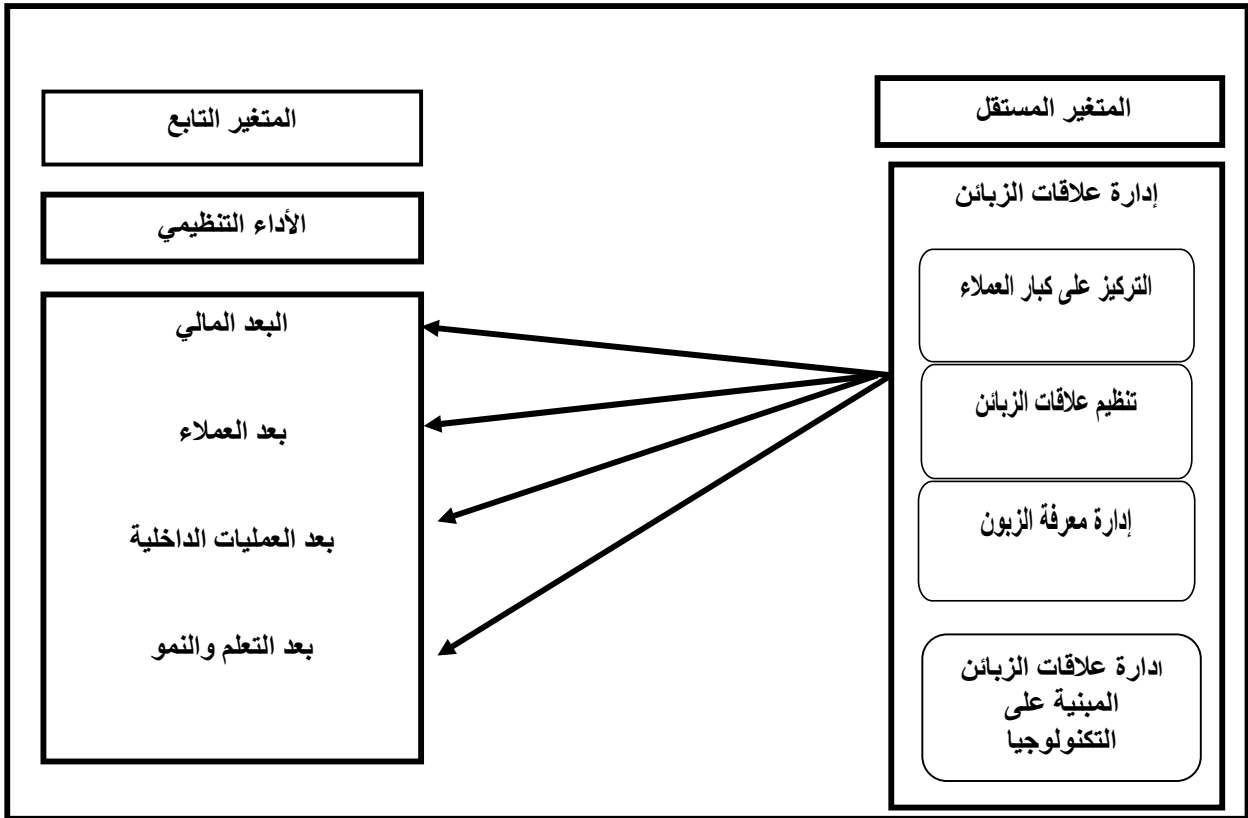 المتغير المستقل
إدارة علاقات الزبائن
التركيز على كبار العملاء
تنظيم علاقات الزبائن
إدارة معرفة الزبون
ادارة علاقات الزبائن
المبنية على
التكنولوجيا
المتغير التابع
الأداء التنظيمي
البعد المالي
بعد العملاء
بعد العمليات الداخلية
بعد التعلم والنمو